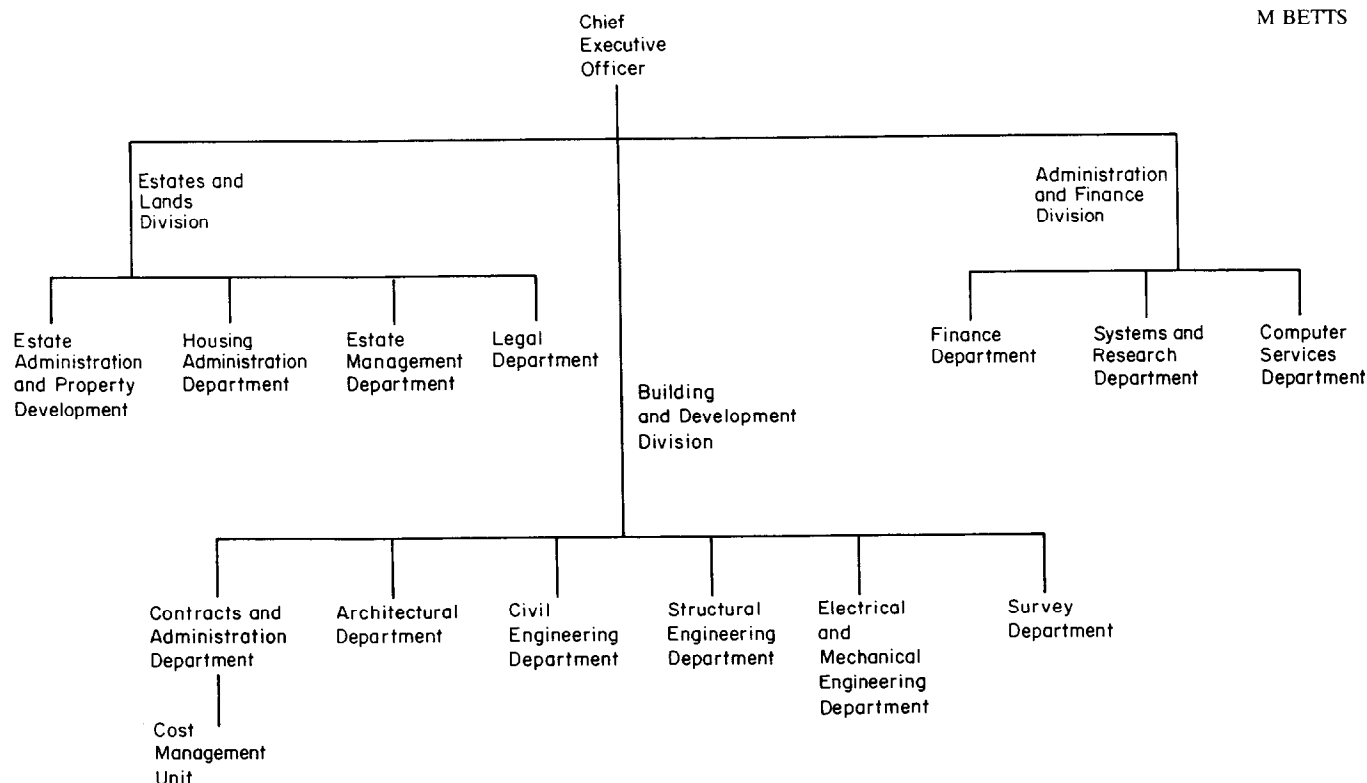 M BETTS
Chief
Executive
Officer
Estates and
Lands
Division
Administration
and Finance
Division
Estate
Administration
and Property
Development
Housing
Administration
Department
Estate
Management
Department
Legal
Department
Finance
Department
Systems and
Research
Department
Computer
Services
Department
Building
and Development
Division
Contracts and
Administration
Department
Architectural
Department
Civil
Engineering
Department
Structural
Engineering
Department
Electrical
and
Mechanical
Engineering
Department
Survey
Department
Cost
Management
Unit